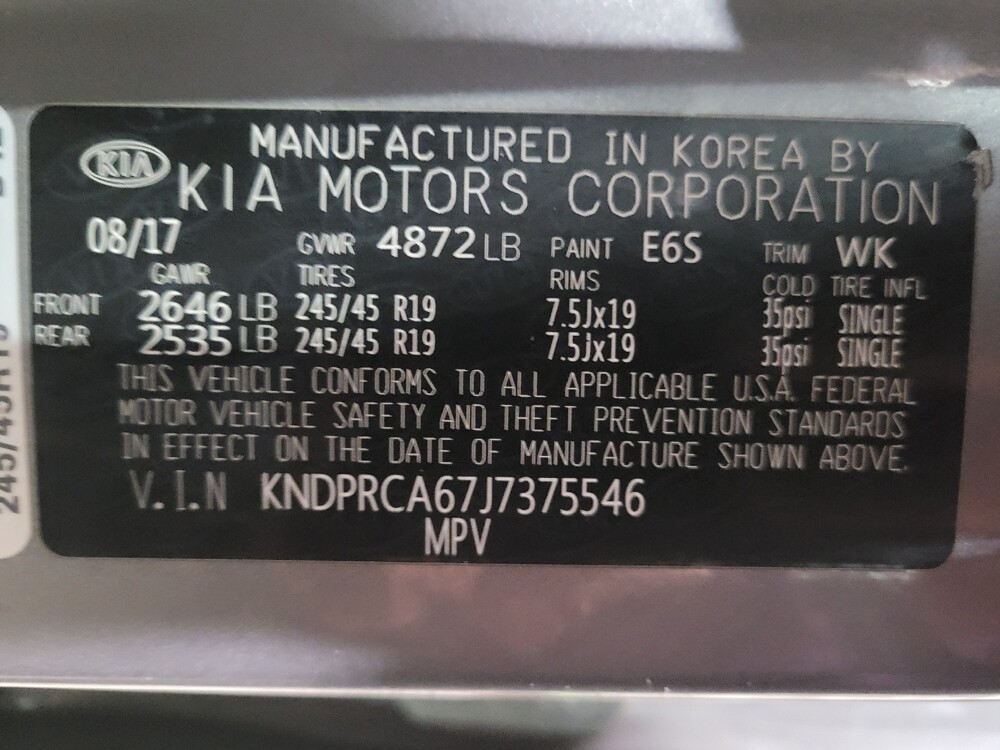 KIA
MANUFACTURED IN KOREA BY
KIA MOTORS CORPORATION
08/17 GVWR 4872 LB PAINT E6S TRIM WK
GAWR TIRES RIMS COLD TIRE INFL
FRONT 2646 LB 245/45 R19 7.5Jx19 35psi SINGLE
REAR 2535 LB 245/45 R19 7.5Jx19 35psi SINGLE
THIS VEHICLE CONFORMS TO ALL APPLICABLE U.S.A. FEDERAL
MOTOR VEHICLE SAFETY AND THEFT PREVENTION STANDARDS
IN EFFECT ON THE DATE OF MANUFACTURE SHOWN ABOVE.
V.I.N KNDPRCA67J7375546
MPV
245/45R19